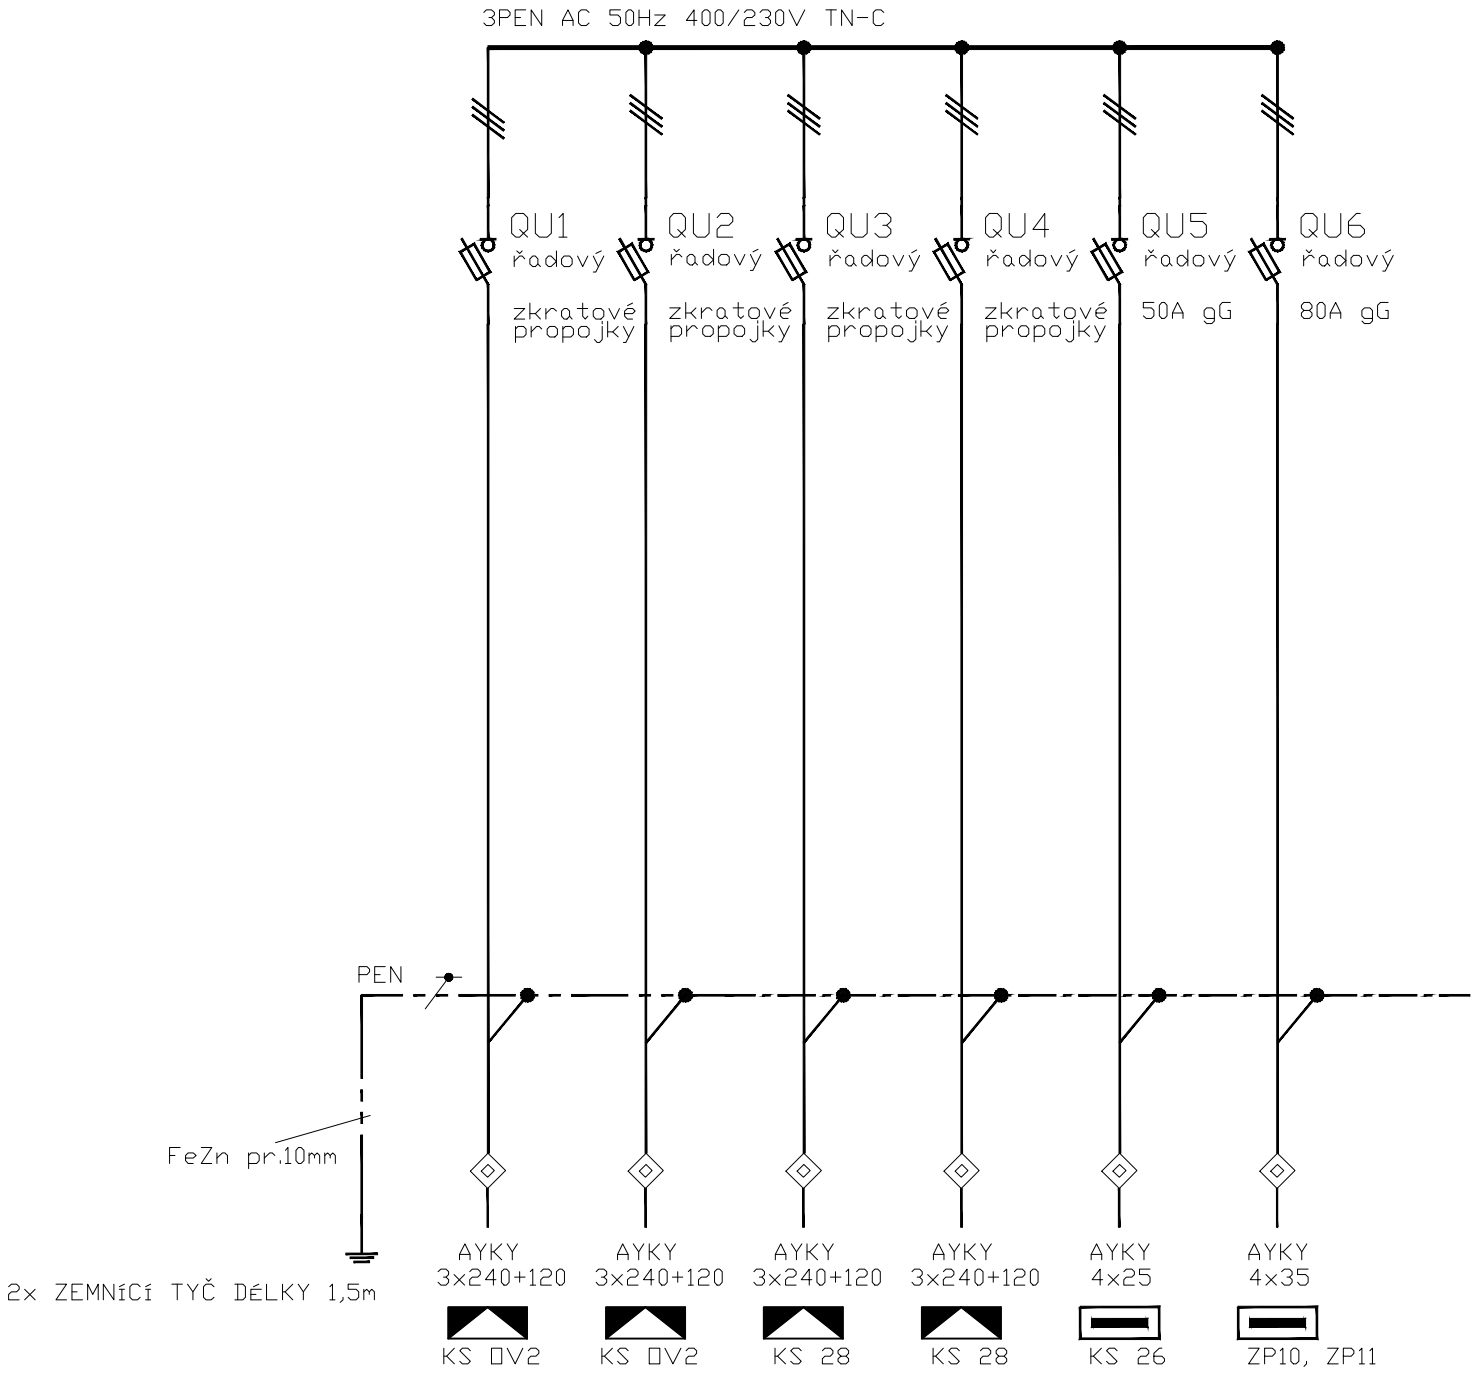 3PEN AC 50Hz 400/230V TN-C
QU1 QU2 QU3 QU4 QU5 QU6
řadový řadový řadový řadový řadový řadový
zkratové zkratové zkratové zkratové 50A gG 80A gG
propojky propojky propojky propojky
PEN
FeZn pr.10mm
AYKY AYKY AYKY AYKY AYKY AYKY
3x240+120 3x240+120 3x240+120 3x240+120 4x25 4x35
2x ZEMNÍCÍ TYČ DÉLKY 1,5m
KS OV2 KS OV2 KS 28 KS 28 KS 26 ZP10, ZP11